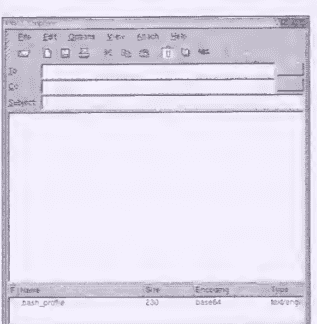 File Edit Options View Attach Help
To
Cc
Subject
Name Size Encoding Type
.bash_profile 230 base64